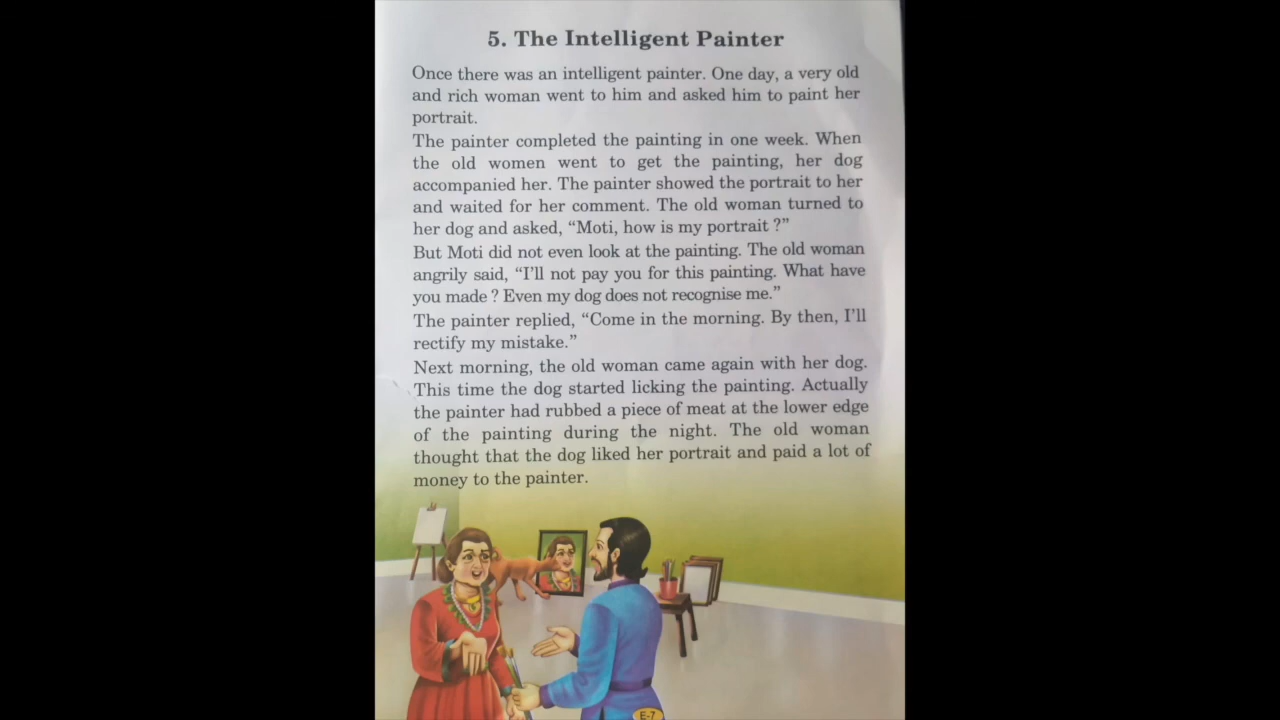 5. The Intelligent Painter
Once there was an intelligent painter. One day, a very old
and rich woman went to him and asked him to paint her
portrait.
The painter completed the painting in one week. When
the old women went to get the painting, her dog
accompanied her. The painter showed the portrait to her
and waited for her comment. The old woman turned to
her dog and asked, “Moti, how is my portrait ?”
But Moti did not even look at the painting. The old woman
angrily said, “I’ll not pay you for this painting. What have
you made ? Even my dog does not recognise me.”
The painter replied, “Come in the morning. By then, I’ll
rectify my mistake.”
Next morning, the old woman came again with her dog.
This time the dog started licking the painting. Actually
the painter had rubbed a piece of meat at the lower edge
of the painting during the night. The old woman
thought that the dog liked her portrait and paid a lot of
money to the painter.
E-7